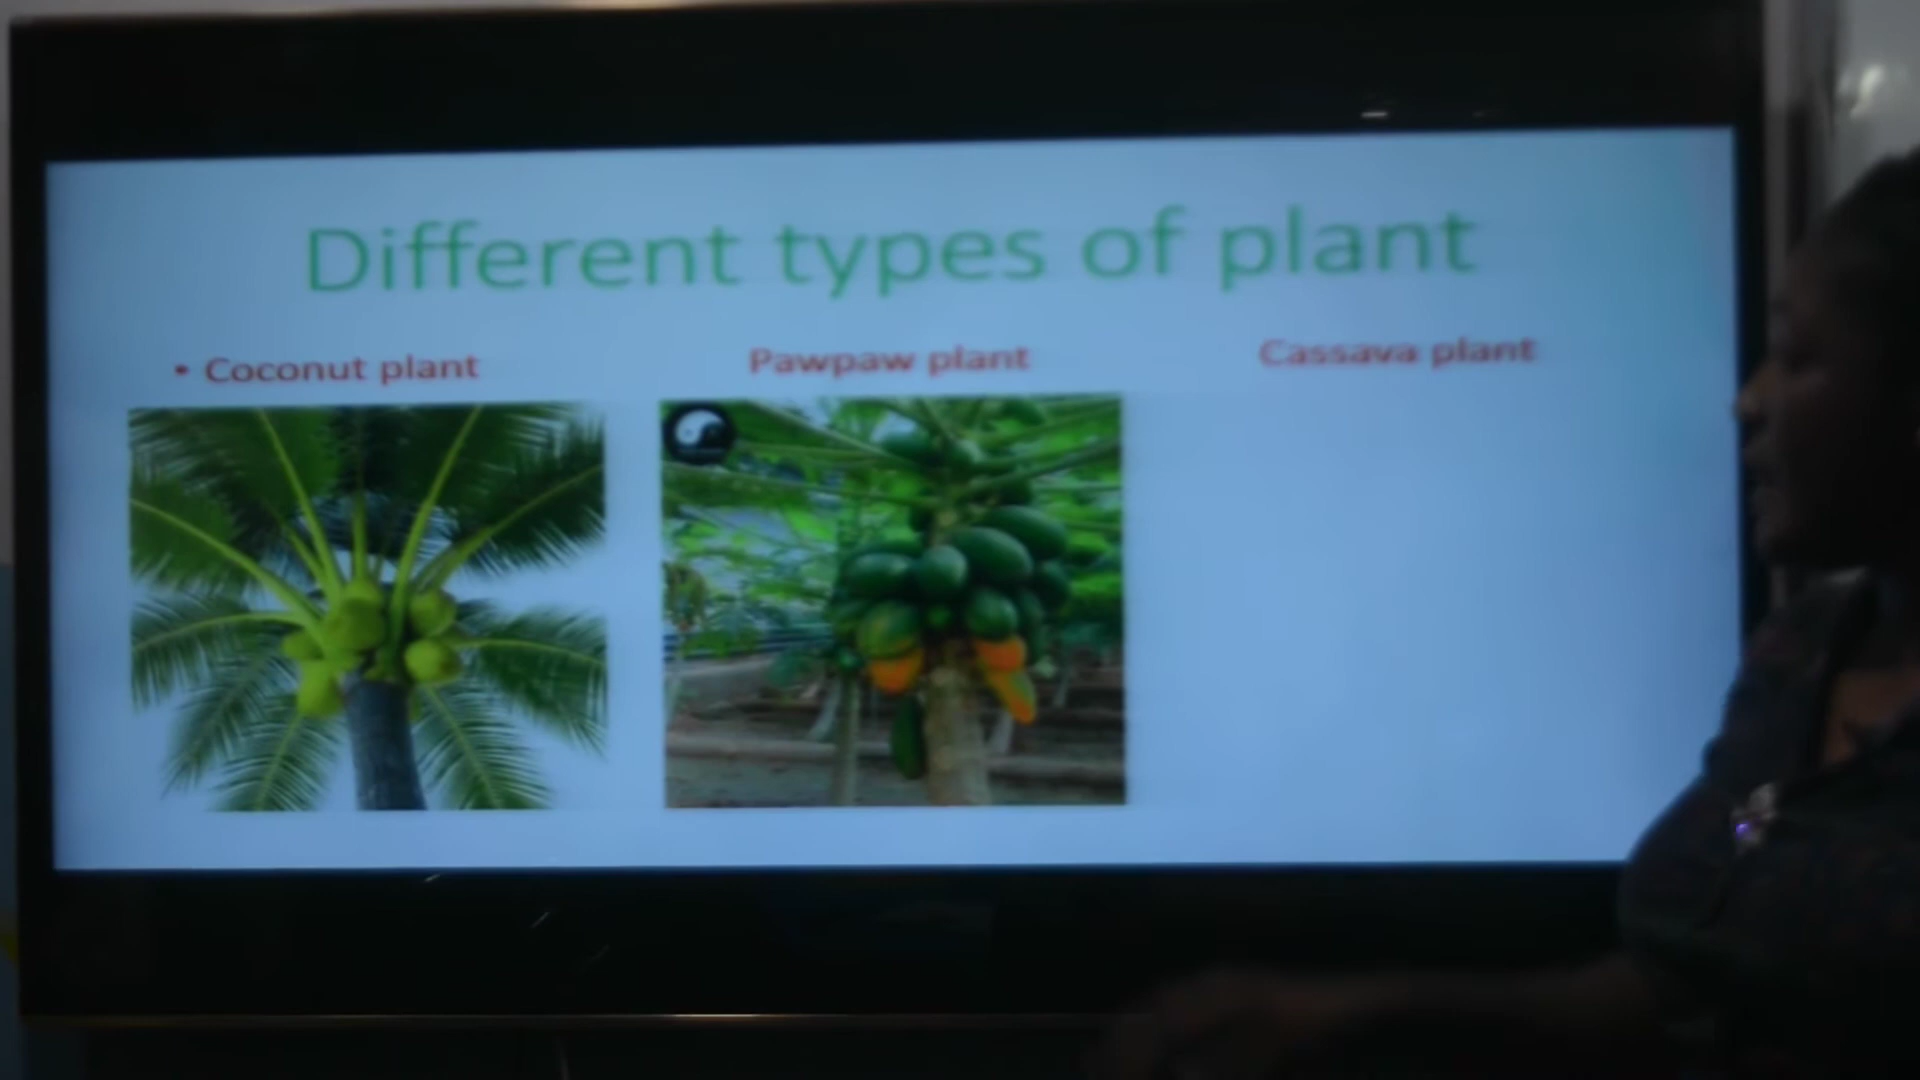 Different types of plant
• Coconut plant
Pawpaw plant
Cassava plant